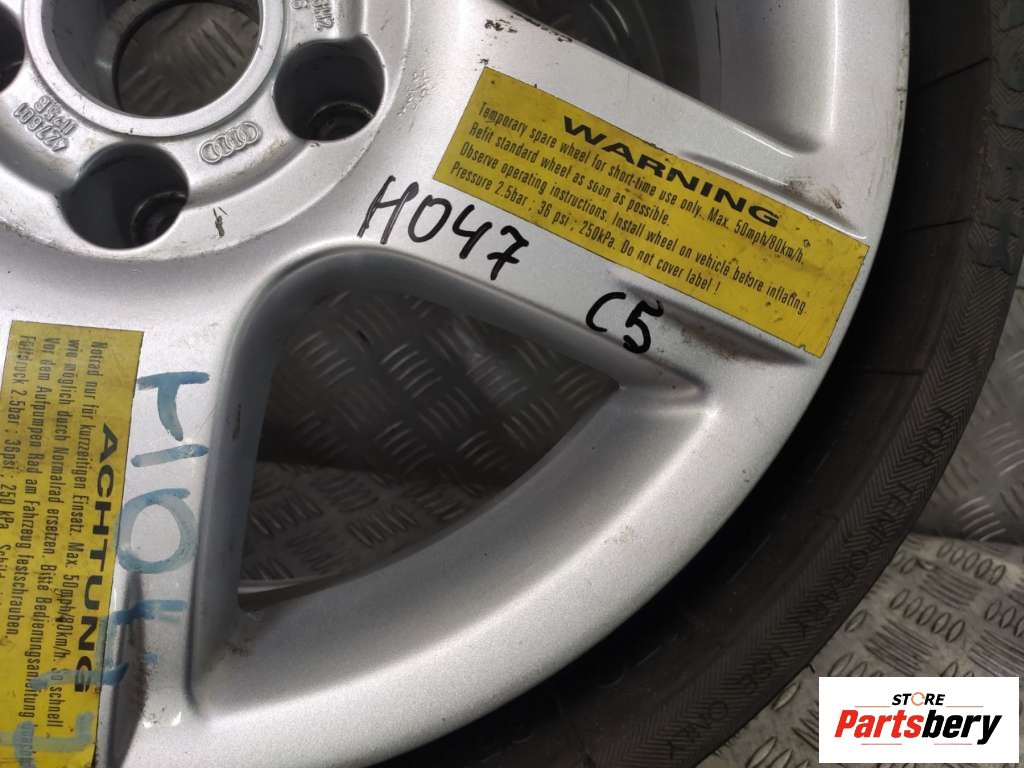 WARNING
Temporary spare wheel for short-time use only. Max. 50mph/80km/h.
Refit standard wheel as soon as possible.
Observe operating instructions. Install wheel on vehicle before inflating.
Pressure 2.5bar ; 36 psi ; 250kPa. Do not cover label !
H047
C5
ACHTUNG
Notrad nur für kurzzeitigen Einsatz. Max. 50mph/80km/h. so schnell
wie möglich durch Normalrad ersetzen. Bitte Bedienungsanleitung
Vor dem Aufpumpen Rad am Fahrzeug festschrauben.
Fülldruck 2.5bar ; 36psi ; 250 kPa.
H047
STORE
Partsbery